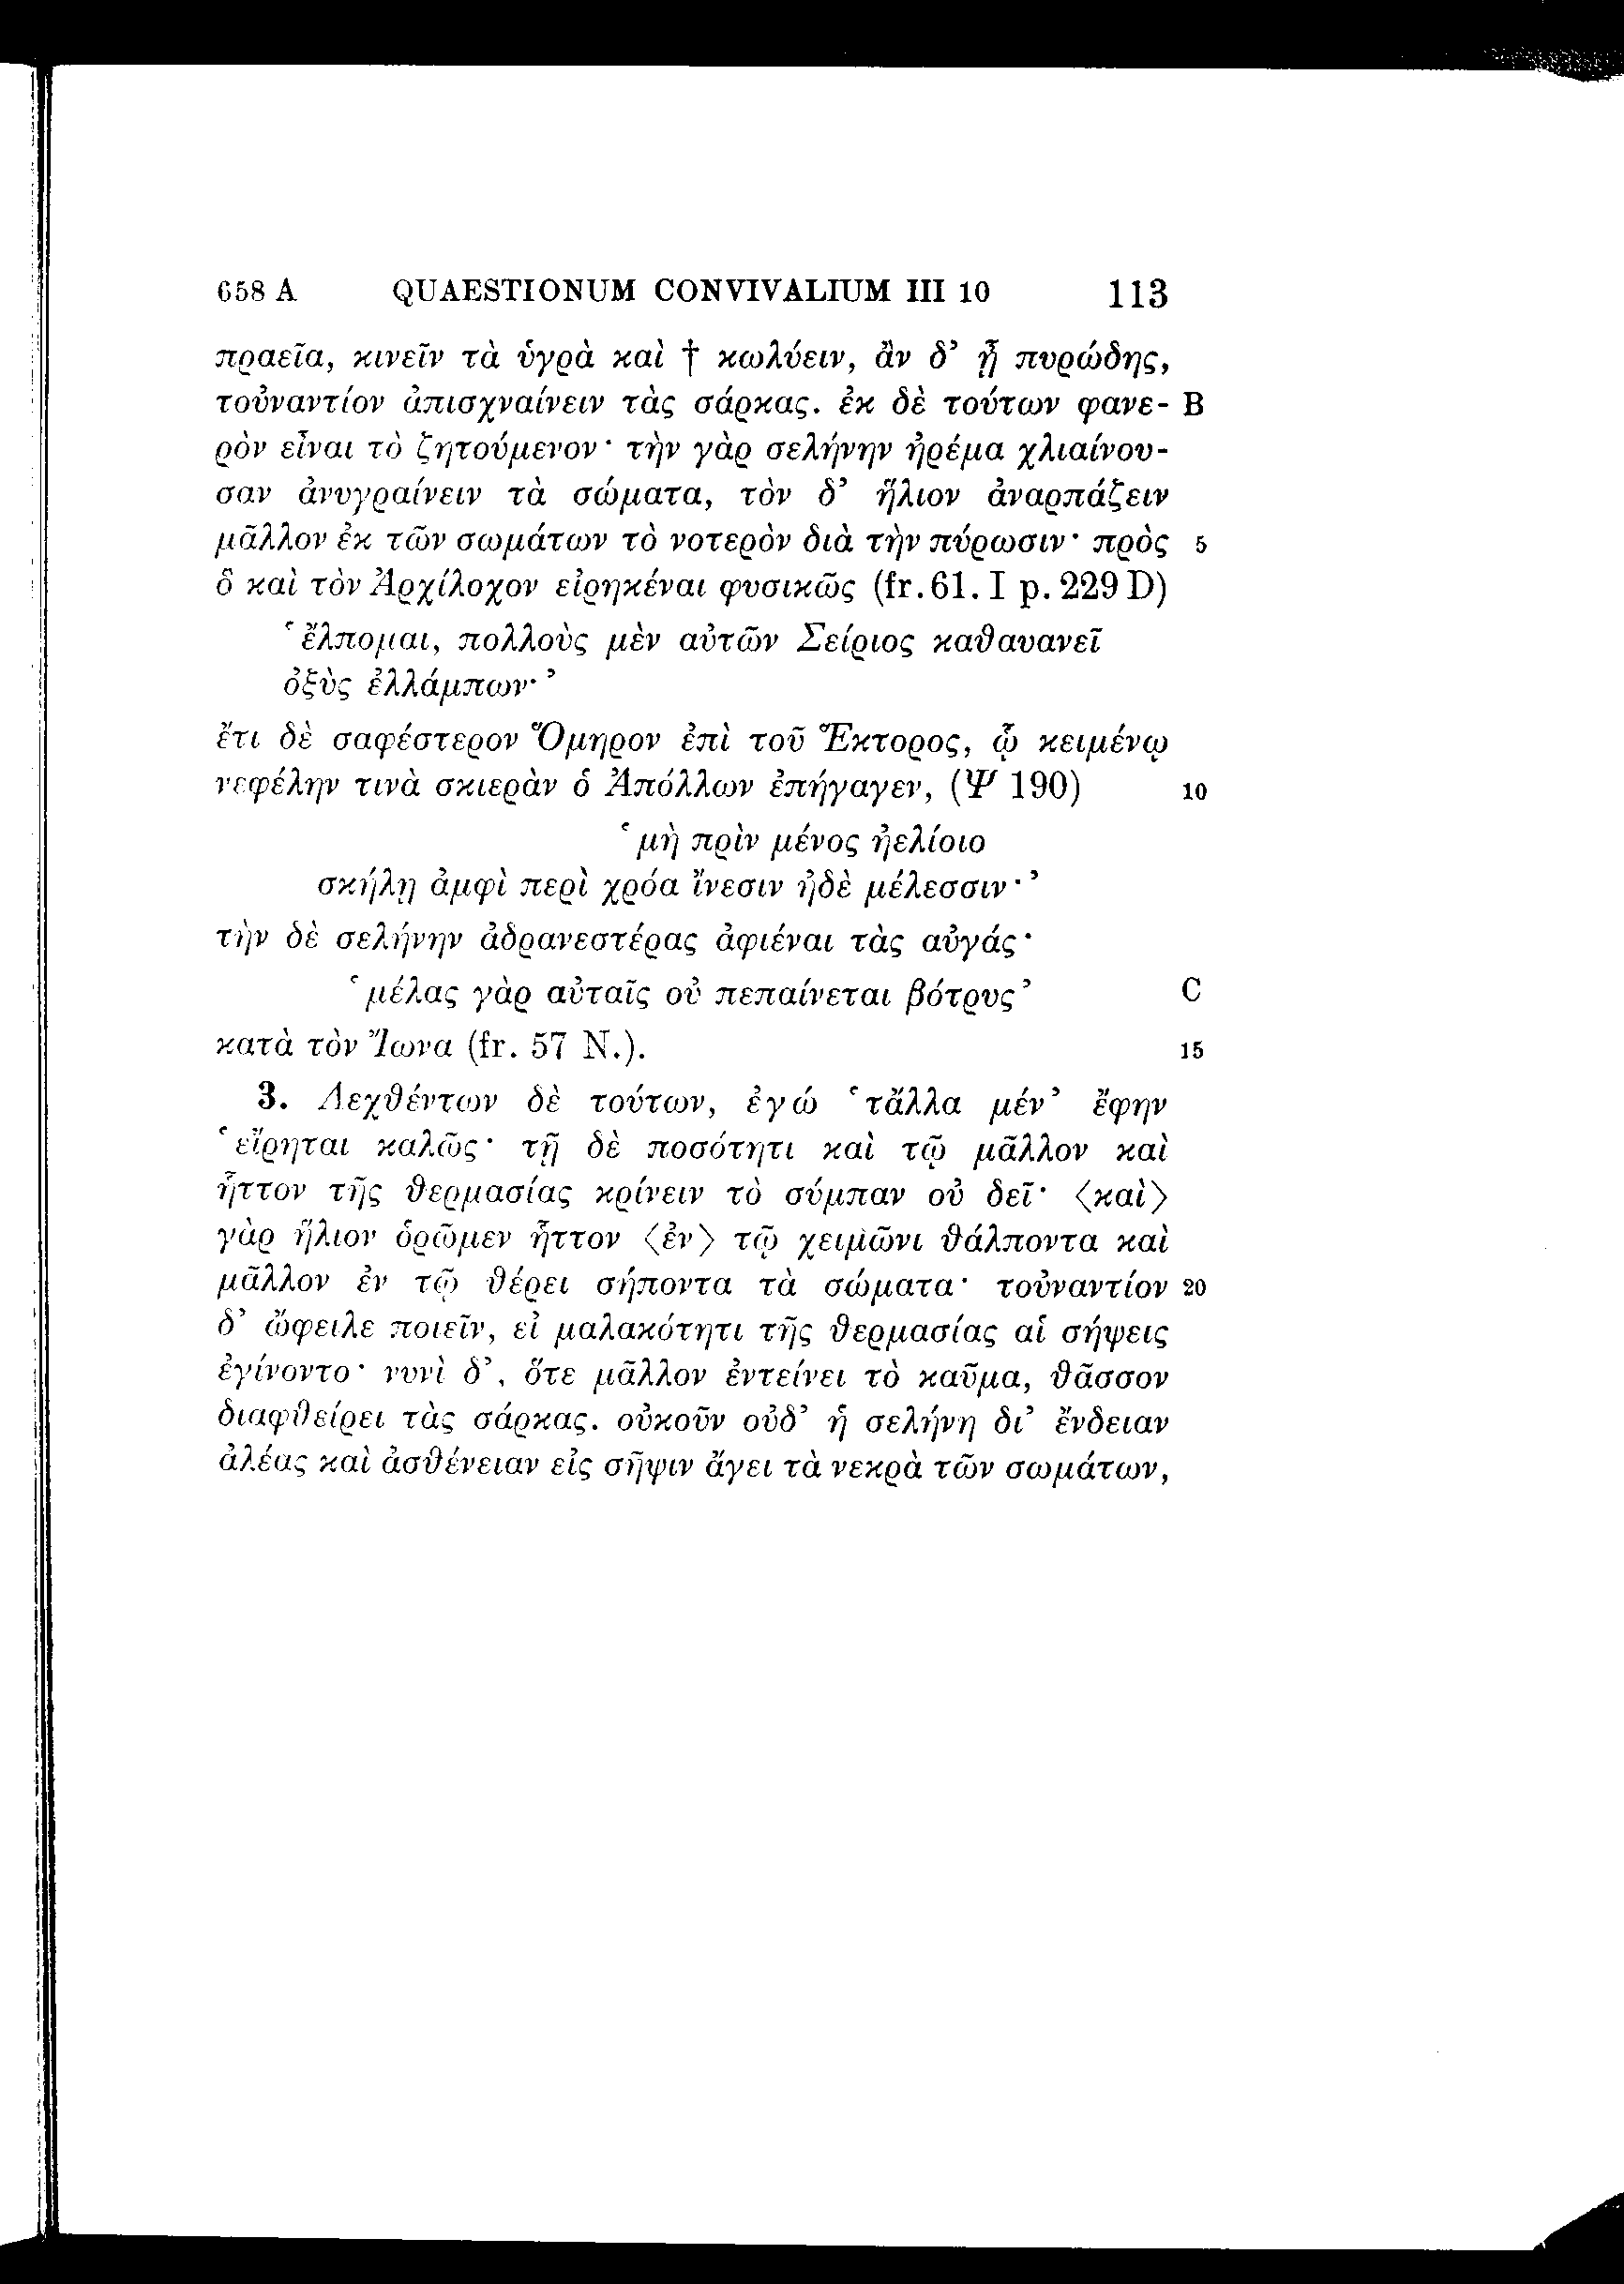 658 A QUAESTIONUM CONVIVALIUM III 10 113
πραεῖα, κινεῖν τὰ ὑγρὰ καὶ † κωλύειν, ἂν δ’ ᾖ πυρώδης,
τοὐναντίον ἀπισχναίνειν τὰς σάρκας. ἐκ δὲ τούτων φανε- B
ρὸν εἶναι τὸ ζητούμενον· τὴν γὰρ σελήνην ἠρέμα χλιαίνου-
σαν ἀνυγραίνειν τὰ σώματα, τὸν δ’ ἥλιον ἀναρπάζειν
μᾶλλον ἐκ τῶν σωμάτων τὸ νοτερὸν διὰ τὴν πύρωσιν· πρὸς 5
ὃ καὶ τὸν Ἀρχίλοχον εἰρηκέναι φυσικῶς (fr. 61. I p. 229 D)
‘ἔλπομαι, πολλοὺς μὲν αὐτῶν Σείριος καθαυανεῖ
ὀξὺς ἐλλάμπων·’
ἔτι δὲ σαφέστερον Ὅμηρον ἐπὶ τοῦ Ἕκτορος, ᾧ κειμένῳ
νεφέλην τινὰ σκιερὰν ὁ Ἀπόλλων ἐπήγαγεν, (Ψ 190) 10
‘μὴ πρὶν μένος ἠελίοιο
σκήλῃ ἀμφὶ περὶ χρόα ἴνεσιν ἠδὲ μέλεσσιν·’
τὴν δὲ σελήνην ἀδρανεστέρας ἀφιέναι τὰς αὐγάς·
‘μέλας γὰρ αὐταῖς οὐ πεπαίνεται βότρυς’ C
κατὰ τὸν Ἴωνα (fr. 57 N.). 15
3. Λεχθέντων δὲ τούτων, ἐγώ ‘τἄλλα μέν’ ἔφην
‘εἴρηται καλῶς· τῇ δὲ ποσότητι καὶ τῷ μᾶλλον καὶ
ἧττον τῆς θερμασίας κρίνειν τὸ σύμπαν οὐ δεῖ· ⟨καὶ⟩
γὰρ ἥλιον ὁρῶμεν ἧττον ⟨ἐν⟩ τῷ χειμῶνι θάλποντα καὶ
μᾶλλον ἐν τῷ θέρει σήποντα τὰ σώματα· τοὐναντίον 20
δ’ ὤφειλε ποιεῖν, εἰ μαλακότητι τῆς θερμασίας αἱ σήψεις
ἐγίνοντο· νυνὶ δ’, ὅτε μᾶλλον ἐντείνει τὸ καῦμα, θᾶσσον
διαφθείρει τὰς σάρκας. οὐκοῦν οὐδ’ ἡ σελήνη δι’ ἔνδειαν
ἀλέας καὶ ἀσθένειαν εἰς σῆψιν ἄγει τὰ νεκρὰ τῶν σωμάτων,